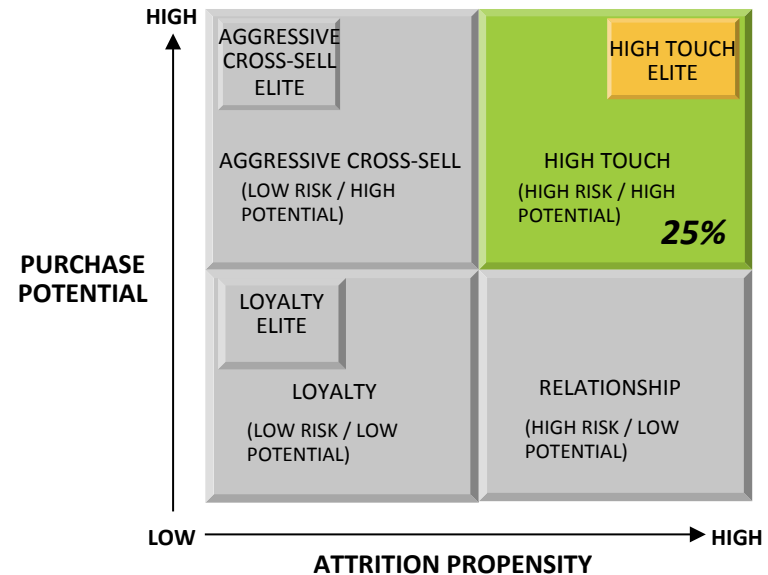 HIGH
AGGRESSIVE
CROSS-SELL
ELITE
HIGH TOUCH
ELITE
AGGRESSIVE CROSS-SELL
(LOW RISK / HIGH
POTENTIAL)
HIGH TOUCH
(HIGH RISK / HIGH
POTENTIAL)
25%
PURCHASE
POTENTIAL
LOYALTY
ELITE
LOYALTY
(LOW RISK / LOW
POTENTIAL)
RELATIONSHIP
(HIGH RISK / LOW
POTENTIAL)
LOW
HIGH
ATTRITION PROPENSITY